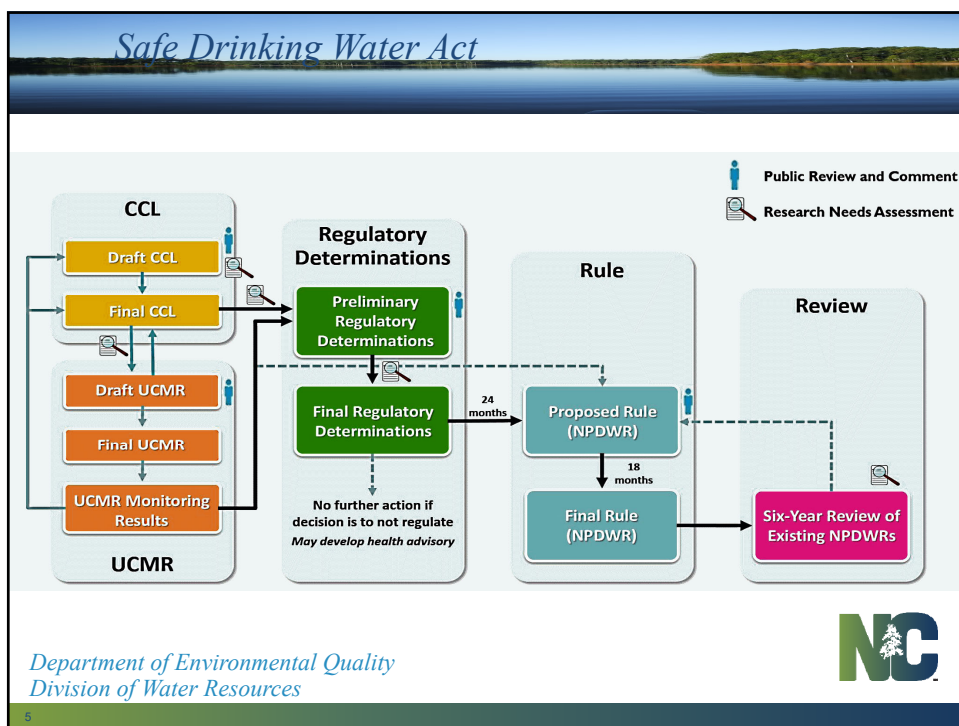 Safe Drinking Water Act
Public Review and Comment
Research Needs Assessment
CCL
Draft CCL
Final CCL
Draft UCMR
Final UCMR
UCMR Monitoring
Results
UCMR
Regulatory
Determinations
Preliminary
Regulatory
Determinations
Final Regulatory
Determinations
No further action if
decision is to not regulate
May develop health advisory
24
months
Rule
Proposed Rule
(NPDWR)
18
months
Final Rule
(NPDWR)
Review
Six-Year Review of
Existing NPDWRs
Department of Environmental Quality
Division of Water Resources
NC
5